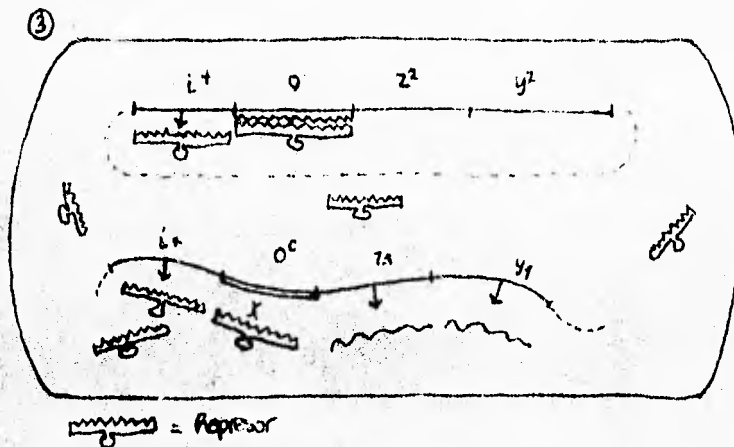 ③
i⁺ O z² y²
i⁺ Oᶜ z₁ y₁
X
= Represor